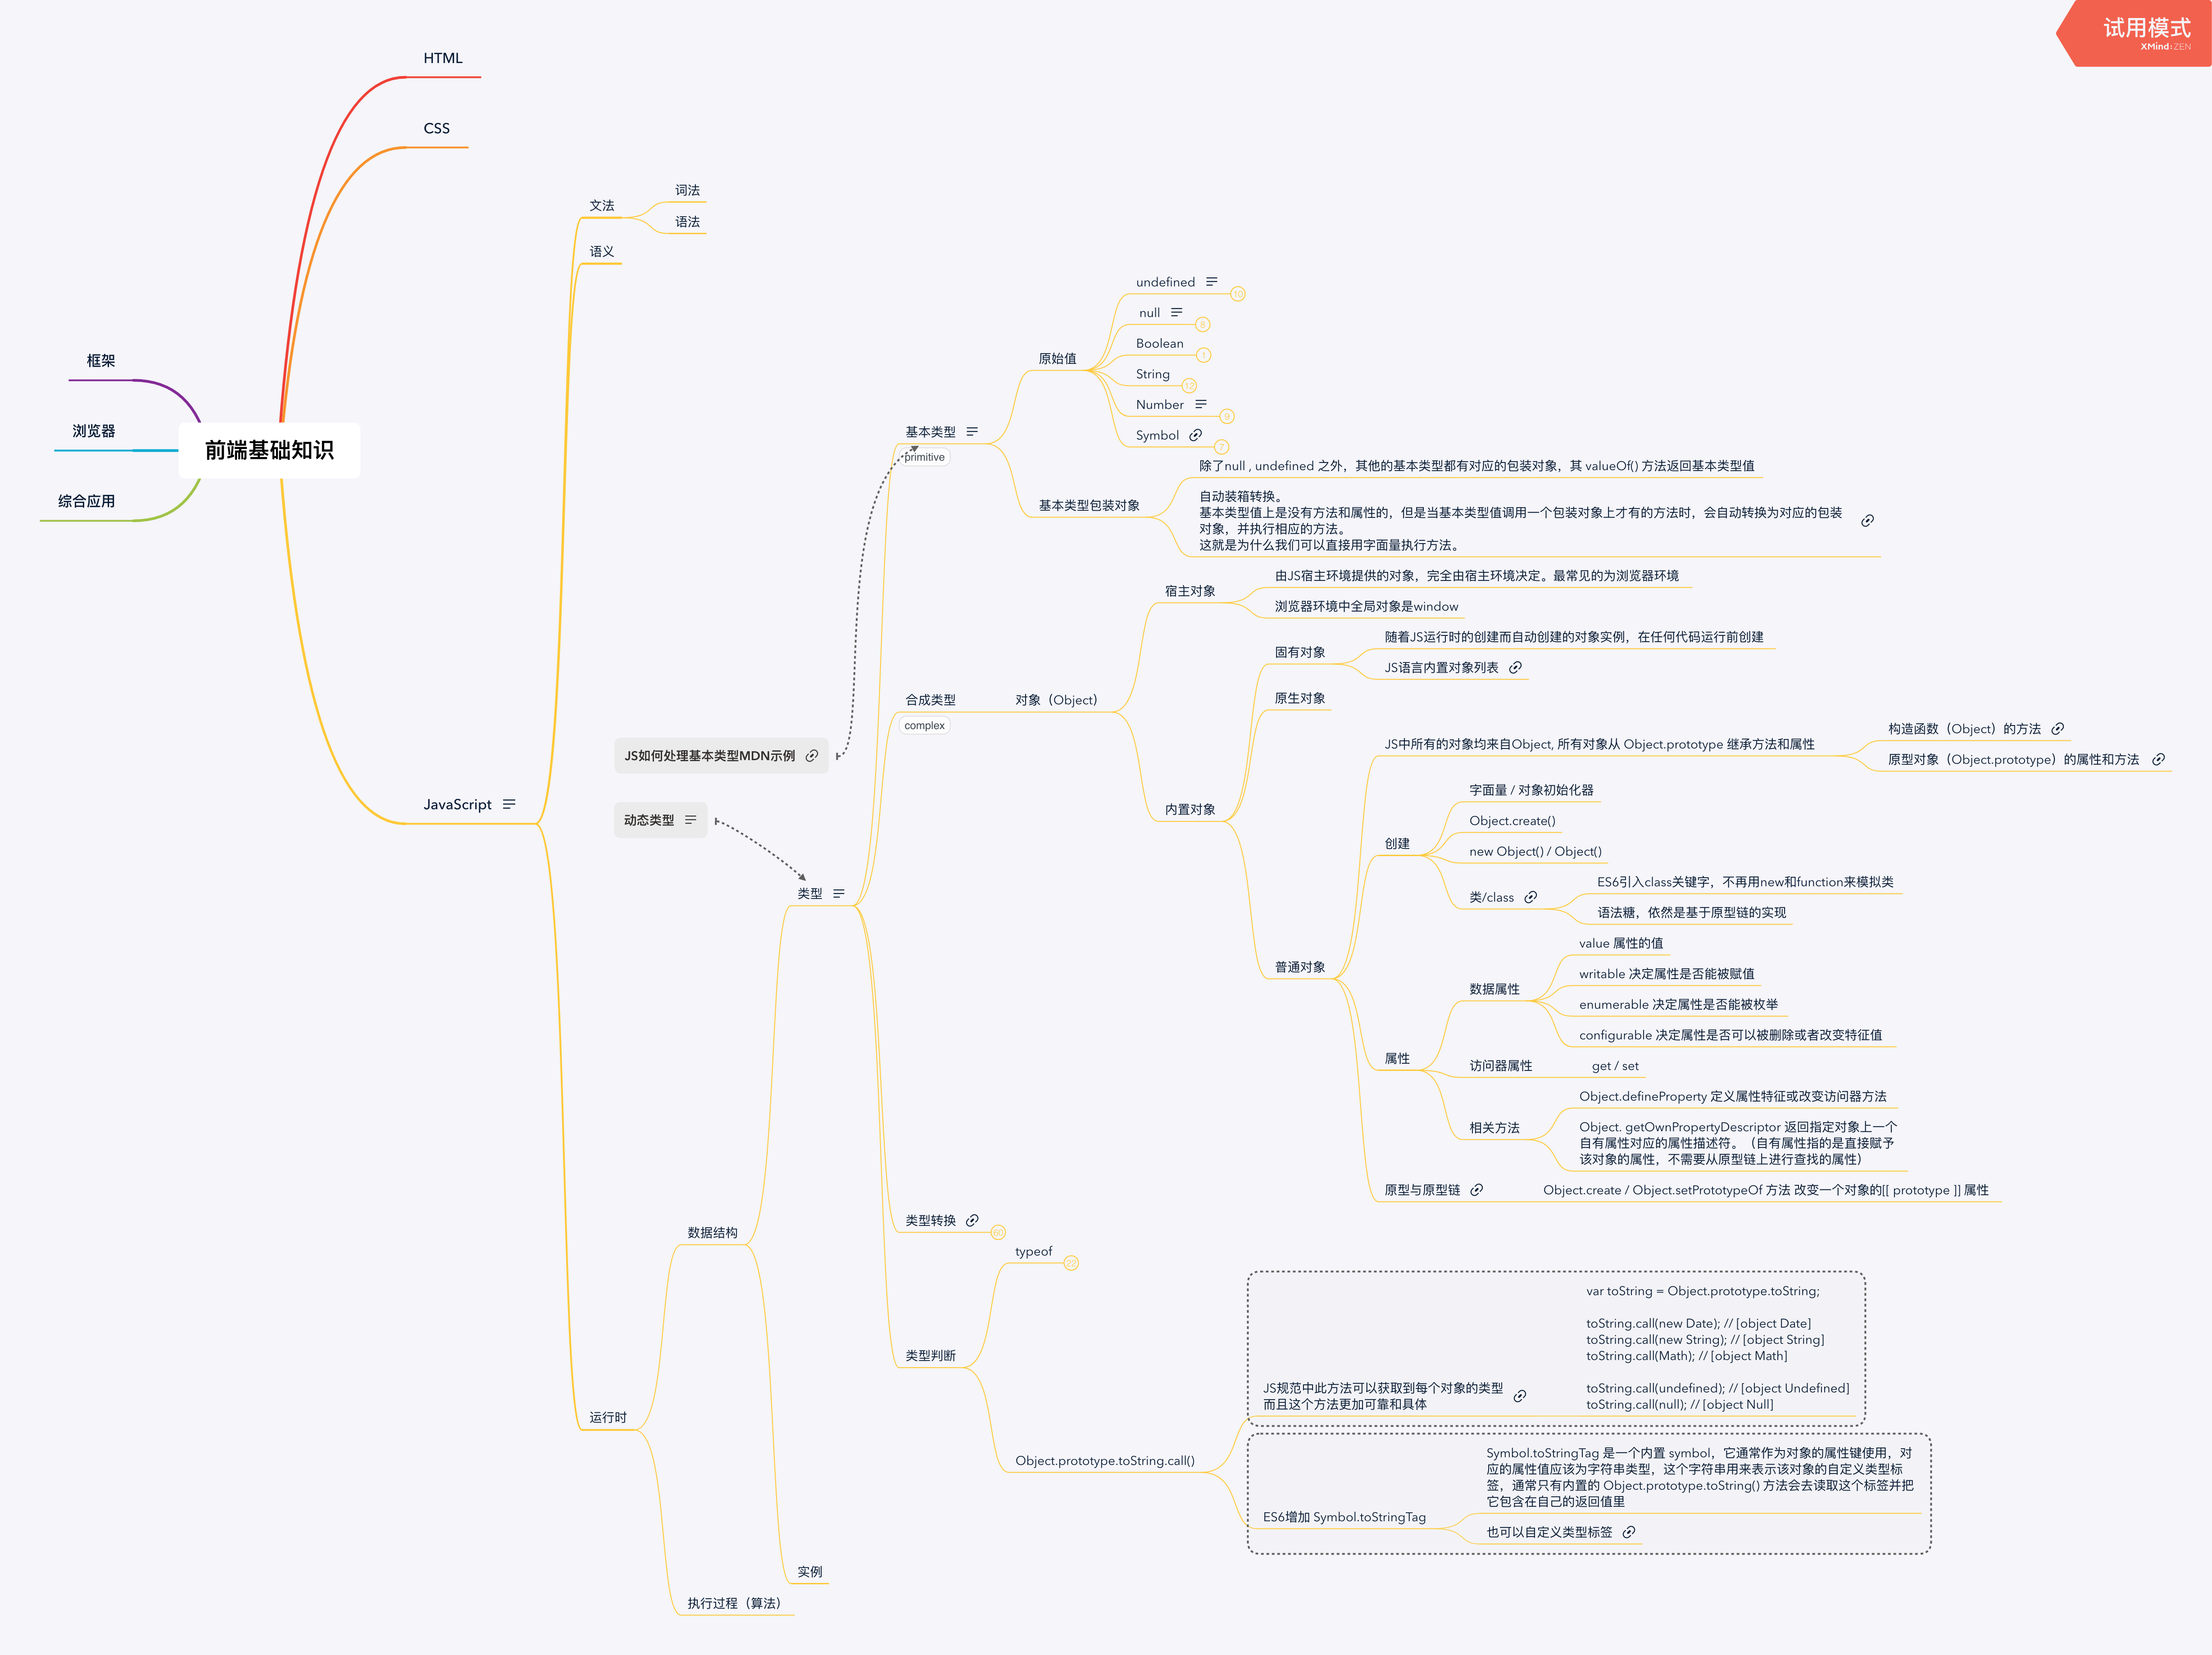 试用模式
XMind:ZEN
HTML
CSS
文法
词法
语法
语义
框架
浏览器
综合应用
前端基础知识
JavaScript
undefined
10
null
8
Boolean
1
String
12
Number
9
Symbol
7
原始值
基本类型
primitive
基本类型包装对象
除了null , undefined 之外，其他的基本类型都有对应的包装对象，其 valueOf() 方法返回基本类型值
自动装箱转换。
基本类型值上是没有方法和属性的，但是当基本类型值调用一个包装对象上才有的方法时，会自动转换为对应的包装
对象，并执行相应的方法。
这就是为什么我们可以直接用字面量执行方法。
宿主对象
由JS宿主环境提供的对象，完全由宿主环境决定。最常见的为浏览器环境
浏览器环境中全局对象是window
固有对象
随着JS运行时的创建而自动创建的对象实例，在任何代码运行前创建
JS语言内置对象列表
原生对象
合成类型
complex
对象（Object）
JS如何处理基本类型MDN示例
动态类型
类型
内置对象
JS中所有的对象均来自Object, 所有对象从 Object.prototype 继承方法和属性
构造函数（Object）的方法
原型对象（Object.prototype）的属性和方法
创建
字面量 / 对象初始化器
Object.create()
new Object() / Object()
类/class
ES6引入class关键字，不再用new和function来模拟类
语法糖，依然是基于原型链的实现
普通对象
属性
数据属性
value 属性的值
writable 决定属性是否能被赋值
enumerable 决定属性是否能被枚举
configurable 决定属性是否可以被删除或者改变特征值
访问器属性
get / set
相关方法
Object.defineProperty 定义属性特征或改变访问器方法
Object. getOwnPropertyDescriptor 返回指定对象上一个
自有属性对应的属性描述符。（自有属性指的是直接赋予
该对象的属性，不需要从原型链上进行查找的属性）
原型与原型链
Object.create / Object.setPrototypeOf 方法 改变一个对象的[[ prototype ]] 属性
数据结构
类型转换
60
typeof
22
类型判断
Object.prototype.toString.call()
JS规范中此方法可以获取到每个对象的类型
而且这个方法更加可靠和具体
var toString = Object.prototype.toString;
toString.call(new Date); // [object Date]
toString.call(new String); // [object String]
toString.call(Math); // [object Math]
toString.call(undefined); // [object Undefined]
toString.call(null); // [object Null]
ES6增加 Symbol.toStringTag
Symbol.toStringTag 是一个内置 symbol，它通常作为对象的属性键使用，对
应的属性值应该为字符串类型，这个字符串用来表示该对象的自定义类型标
签，通常只有内置的 Object.prototype.toString() 方法会去读取这个标签并把
它包含在自己的返回值里
也可以自定义类型标签
运行时
实例
执行过程（算法）